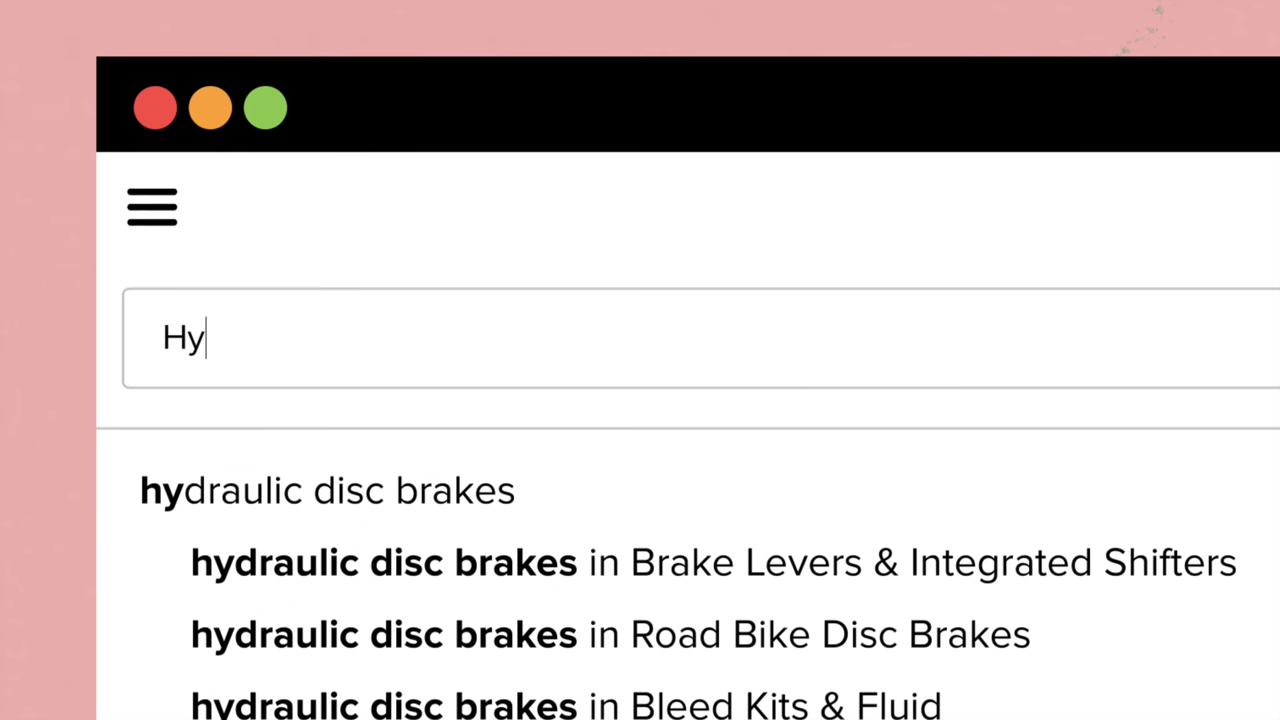 Hy
hydraulic disc brakes
hydraulic disc brakes in Brake Levers & Integrated Shifters
hydraulic disc brakes in Road Bike Disc Brakes
hydraulic disc brakes in Bleed Kits & Fluid